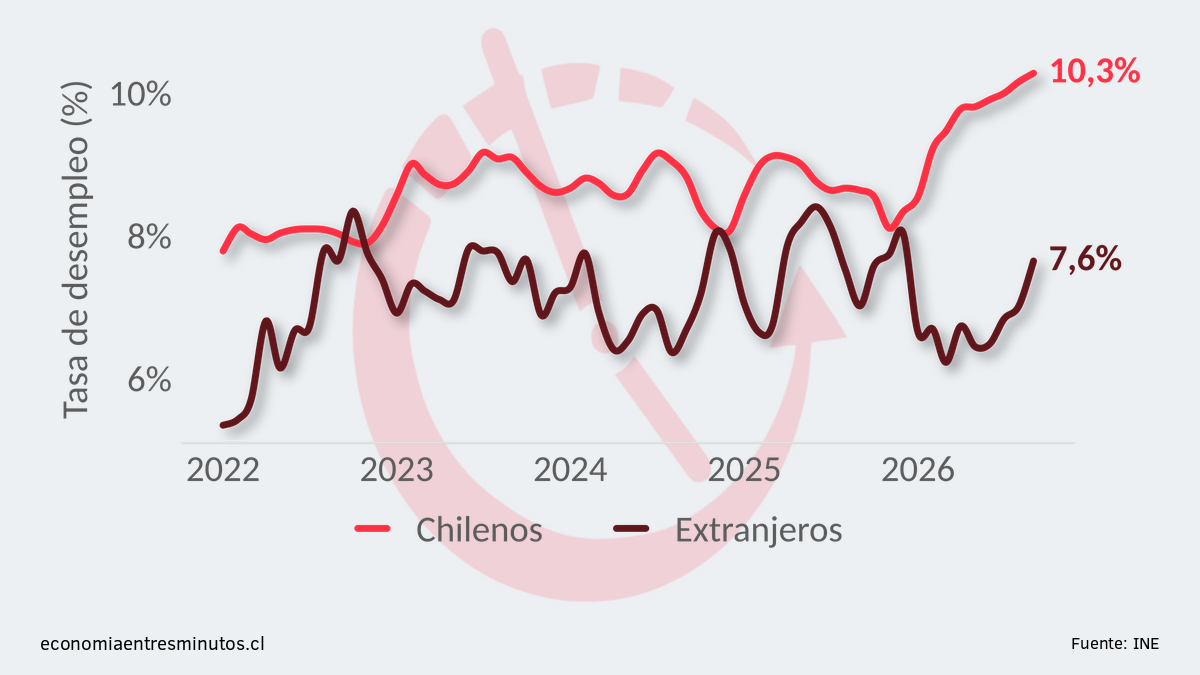 Tasa de desempleo (%)
10%
8%
6%
10,3%
7,6%
2022 2023 2024 2025 2026
Chilenos Extranjeros
economiaentresminutos.cl
Fuente: INE